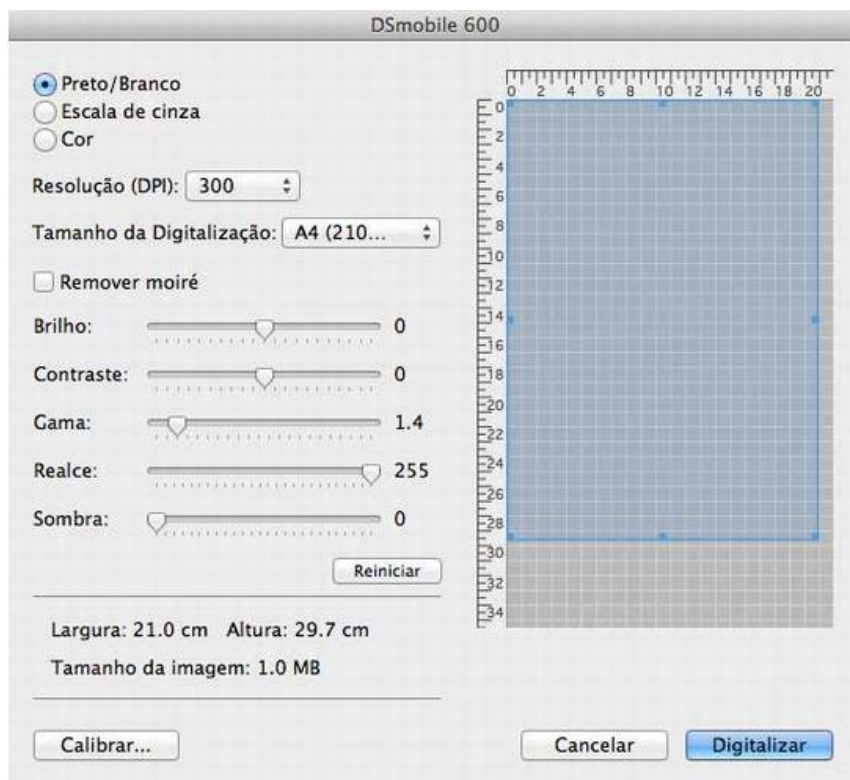 DSmobile 600
Preto/Branco
Escala de cinza
Cor
Resolução (DPI): 300
Tamanho da Digitalização: A4 (210...
Remover moiré
Brilho: 0
Contraste: 0
Gama: 1.4
Realce: 255
Sombra: 0
Reiniciar
Largura: 21.0 cm Altura: 29.7 cm
Tamanho da imagem: 1.0 MB
0 2 4 6 8 10 12 14 16 18 20
0
2
4
6
8
10
12
14
16
18
20
22
24
26
28
30
32
34
Calibrar... Cancelar Digitalizar